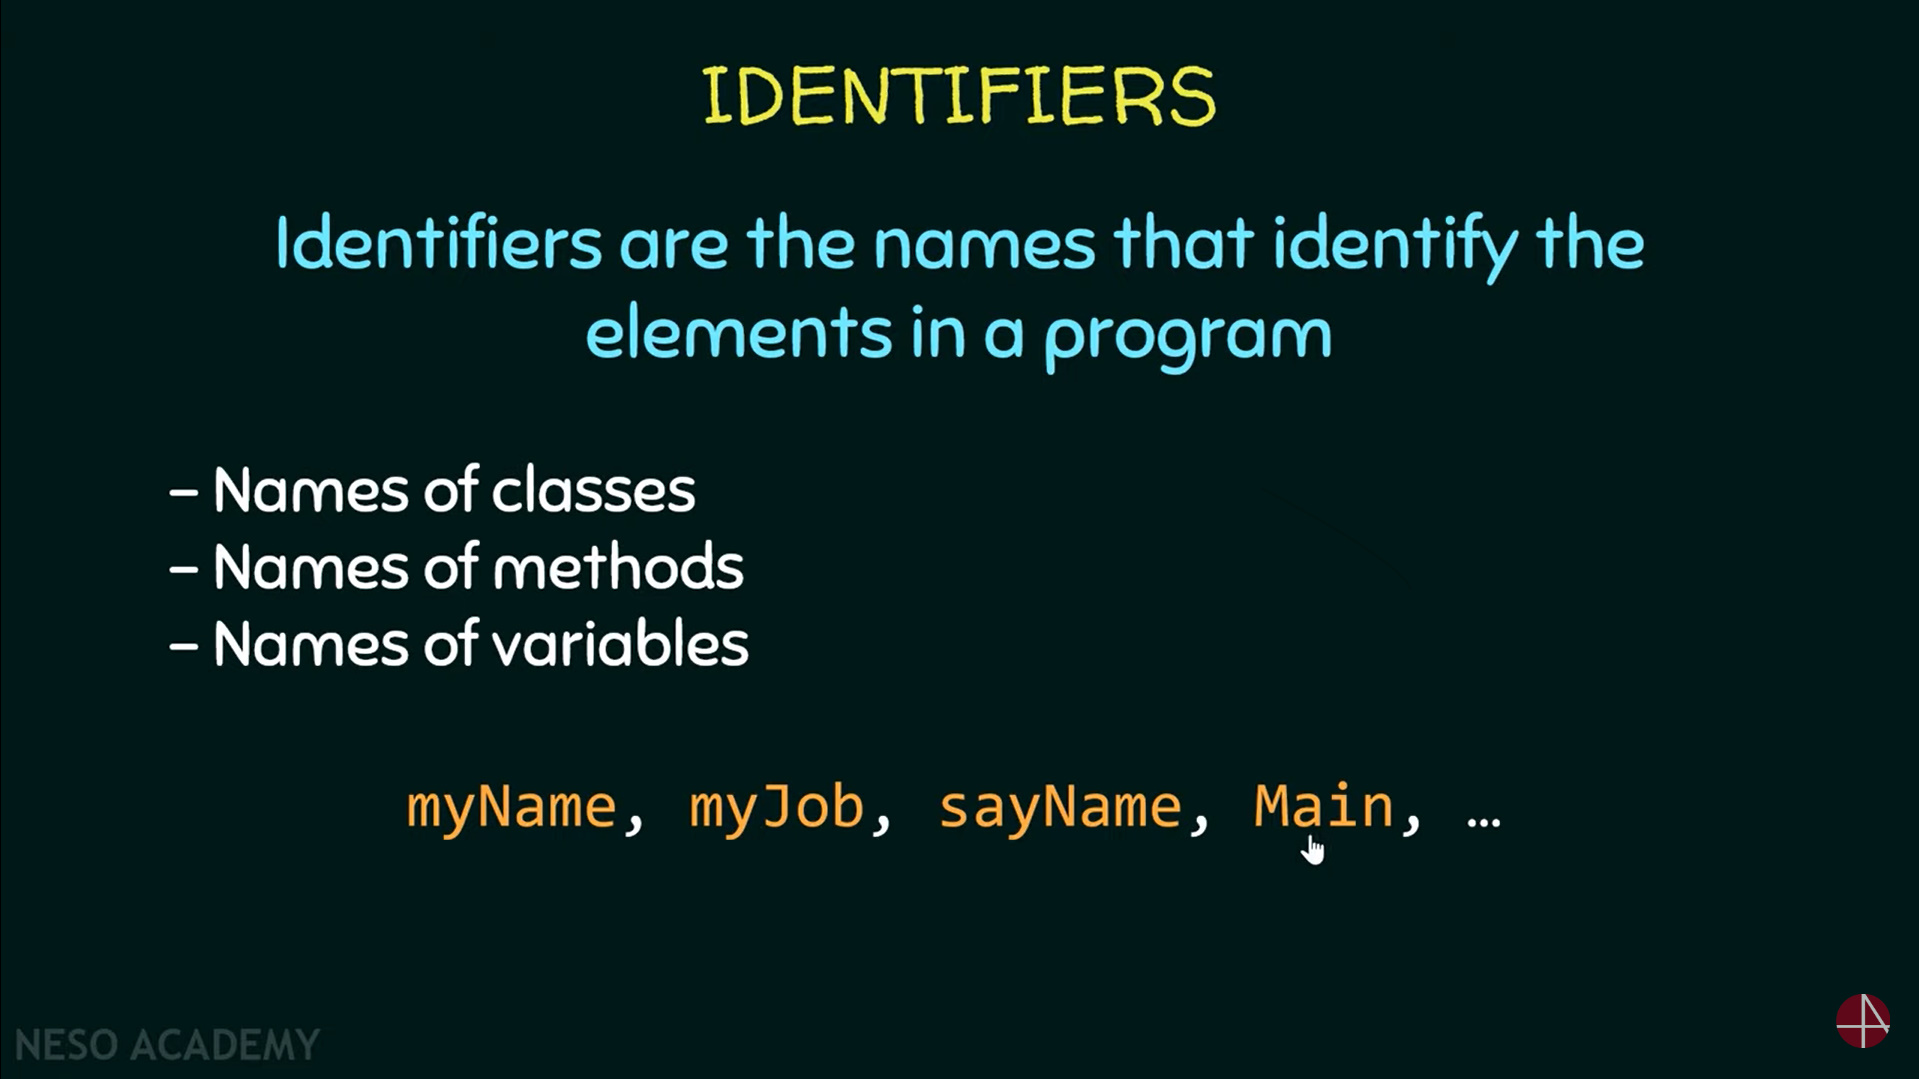 IDENTIFIERS
Identifiers are the names that identify the
elements in a program
– Names of classes
– Names of methods
– Names of variables
myName, myJob, sayName, Main, …
NESO ACADEMY